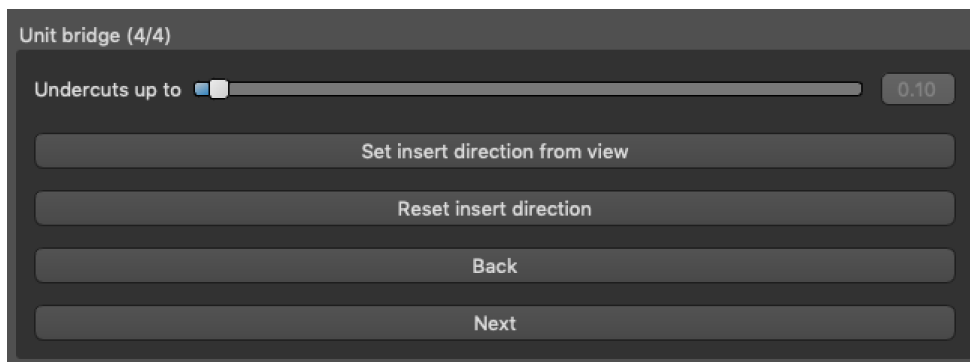 Unit bridge (4/4)
Undercuts up to 0.10
Set insert direction from view
Reset insert direction
Back
Next